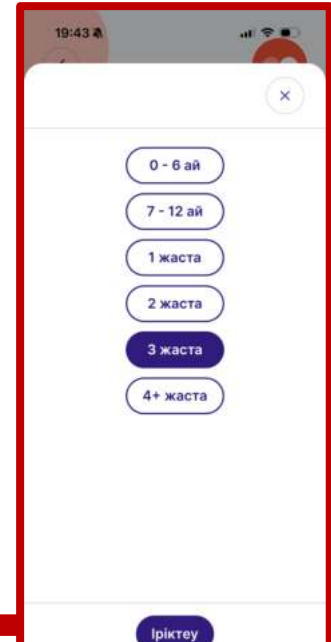 19:43
0 - 6 ай
7 - 12 ай
1 жаста
2 жаста
3 жаста
4+ жаста
Іріктеу